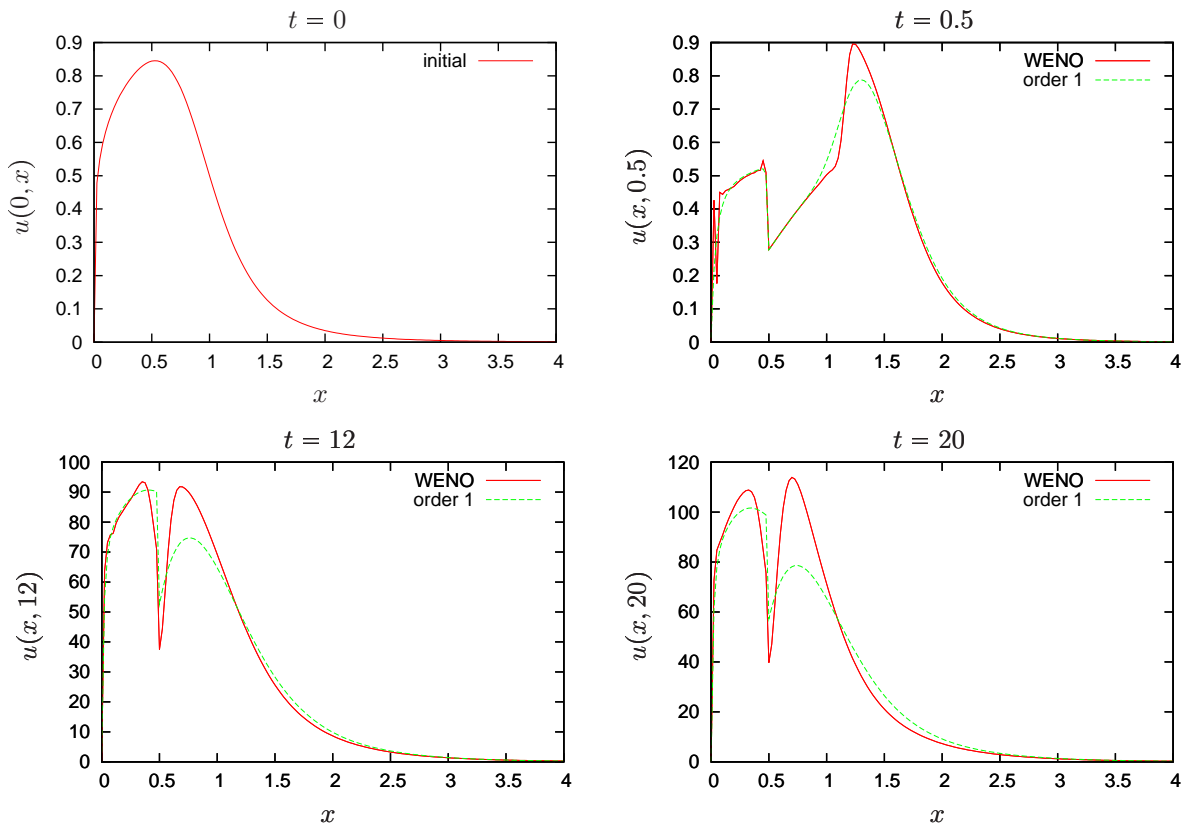 t = 0
0.9
0.8
0.7
0.6
0.5
0.4
0.3
0.2
0.1
0
initial
u(0, x)
0 0.5 1 1.5 2 2.5 3 3.5 4
x
t = 0.5
0.9
0.8
0.7
0.6
0.5
0.4
0.3
0.2
0.1
0
WENO
order 1
u(x, 0.5)
0 0.5 1 1.5 2 2.5 3 3.5 4
x
t = 12
100
90
80
70
60
50
40
30
20
10
0
WENO
order 1
u(x, 12)
0 0.5 1 1.5 2 2.5 3 3.5 4
x
t = 20
120
100
80
60
40
20
0
WENO
order 1
u(x, 20)
0 0.5 1 1.5 2 2.5 3 3.5 4
x